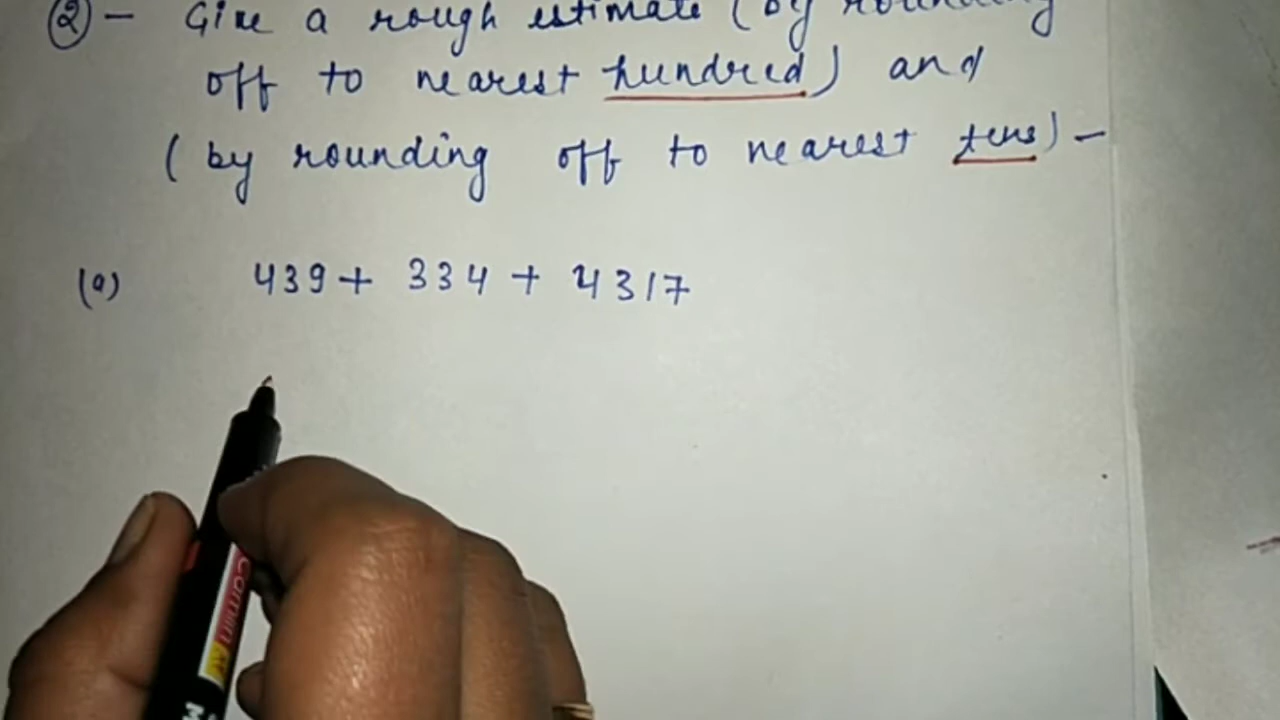 ② - Give a rough estimate (by rounding
off to nearest hundred) and
(by rounding off to nearest tens) -
(a) 439 + 334 + 4317
camlin